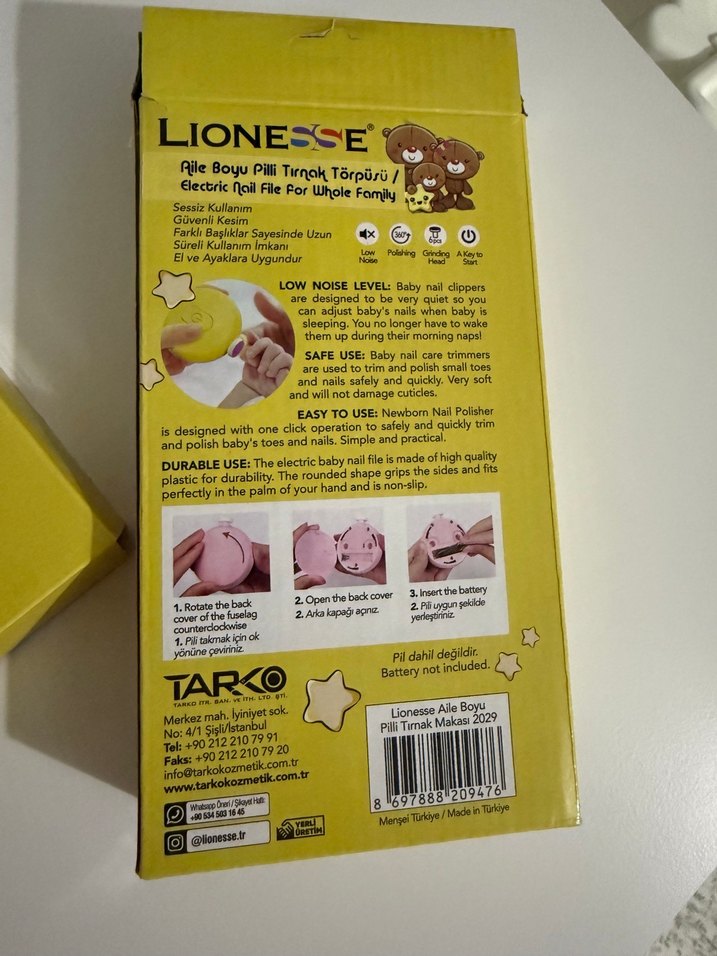 LIONESSE®
Aile Boyu Pilli Tırnak Törpüsü /
Electric Nail File For Whole Family
Sessiz Kullanım
Güvenli Kesim
Farklı Başlıklar Sayesinde Uzun
Süreli Kullanım İmkanı
El ve Ayaklara Uygundur
Low
Noise
360°
Polishing
6pcs
Grinding
Head
A Key to
Start
LOW NOISE LEVEL: Baby nail clippers
are designed to be very quiet so you
can adjust baby's nails when baby is
sleeping. You no longer have to wake
them up during their morning naps!
SAFE USE: Baby nail care trimmers
are used to trim and polish small toes
and nails safely and quickly. Very soft
and will not damage cuticles.
EASY TO USE: Newborn Nail Polisher
is designed with one click operation to safely and quickly trim
and polish baby's toes and nails. Simple and practical.
DURABLE USE: The electric baby nail file is made of high quality
plastic for durability. The rounded shape grips the sides and fits
perfectly in the palm of your hand and is non-slip.
1. Rotate the back
cover of the fuselag
counterclockwise
1. Pili takmak için ok
yönüne çeviriniz.
2. Open the back cover
2. Arka kapağı açınız.
3. Insert the battery
2. Pili uygun şekilde
yerleştiriniz.
Pil dahil değildir.
Battery not included.
TARKO
TARKO ITR. SAN. VE İTH. LTD. ŞTİ.
Merkez mah. İyiniyet sok.
No: 4/1 Şişli/İstanbul
Tel: +90 212 210 79 91
Faks: +90 212 210 79 20
info@tarkokozmetik.com.tr
www.tarkokozmetik.com.tr
Whatsapp Öneri / Şikayet Hattı:
+90 534 503 16 45
@lionesse.tr
YERLİ
ÜRETİM
Lionesse Aile Boyu
Pilli Tırnak Makası 2029
8 697888 209476
Menşei Türkiye / Made in Türkiye